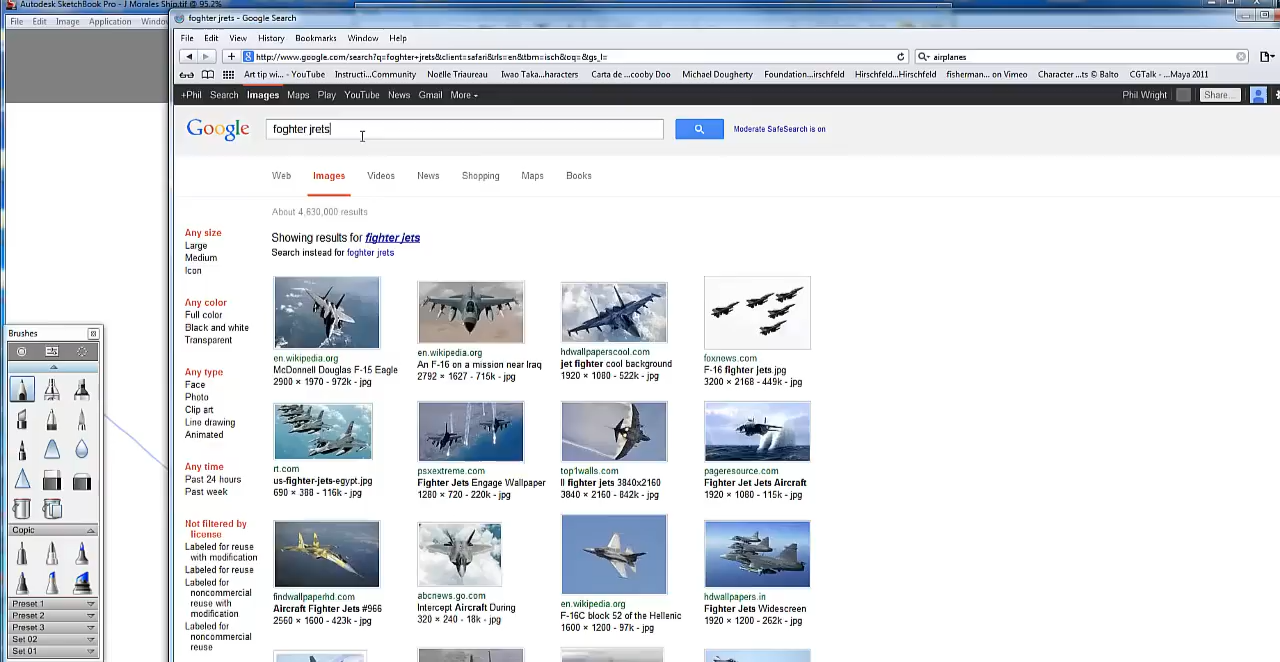 Autodesk SketchBook Pro - J Morales Ship.tif @ 95.2%
File Edit Image Application Window
foghter jrets - Google Search
File Edit View History Bookmarks Window Help
http://www.google.com/search?q=foghter+jrets&client=safari&rls=en&tbm=isch&oq=&gs_l=
airplanes
Art tip wi... - YouTube Instructi...Community Noëlle Triaureau Iwao Taka...haracters Carta de ...cooby Doo Michael Dougherty Foundation...irschfeld Hirschfeld...Hirschfeld fisherman... on Vimeo Character ...ts © Balto CGTalk - ...Maya 2011
+Phil Search Images Maps Play YouTube News Gmail More
Phil Wright Share...
Google foghter jrets Moderate SafeSearch is on
Web Images Videos News Shopping Maps Books
About 4,630,000 results
Showing results for fighter jets
Search instead for foghter jrets
Any size
Large
Medium
Icon
Any color
Full color
Black and white
Transparent
Any type
Face
Photo
Clip art
Line drawing
Animated
Any time
Past 24 hours
Past week
Not filtered by
license
Labeled for reuse
with modification
Labeled for reuse
Labeled for
noncommercial
reuse with
modification
Labeled for
noncommercial
reuse
en.wikipedia.org
McDonnell Douglas F-15 Eagle
2900 × 1970 - 972k - jpg
en.wikipedia.org
An F-16 on a mission near Iraq
2792 × 1627 - 715k - jpg
hdwallpaperscool.com
jet fighter cool background
1920 × 1080 - 522k - jpg
foxnews.com
F-16 fighter jets.jpg
3200 × 2168 - 449k - jpg
rt.com
us-fighter-jets-egypt.jpg
690 × 388 - 116k - jpg
psxextreme.com
Fighter Jets Engage Wallpaper
1280 × 720 - 220k - jpg
top1walls.com
ll fighter jets 3840x2160
3840 × 2160 - 842k - jpg
pageresource.com
Fighter Jet Jets Aircraft
1920 × 1080 - 115k - jpg
findwallpaperhd.com
Aircraft Fighter Jets #966
2560 × 1600 - 423k - jpg
abcnews.go.com
Intercept Aircraft During
320 × 240 - 18k - jpg
en.wikipedia.org
F-16C block 52 of the Hellenic
1600 × 1200 - 97k - jpg
hdwallpapers.in
Fighter Jets Widescreen
1920 × 1200 - 262k - jpg
Brushes
Copic
Preset 1
Preset 2
Preset 3
Set 02
Set 01